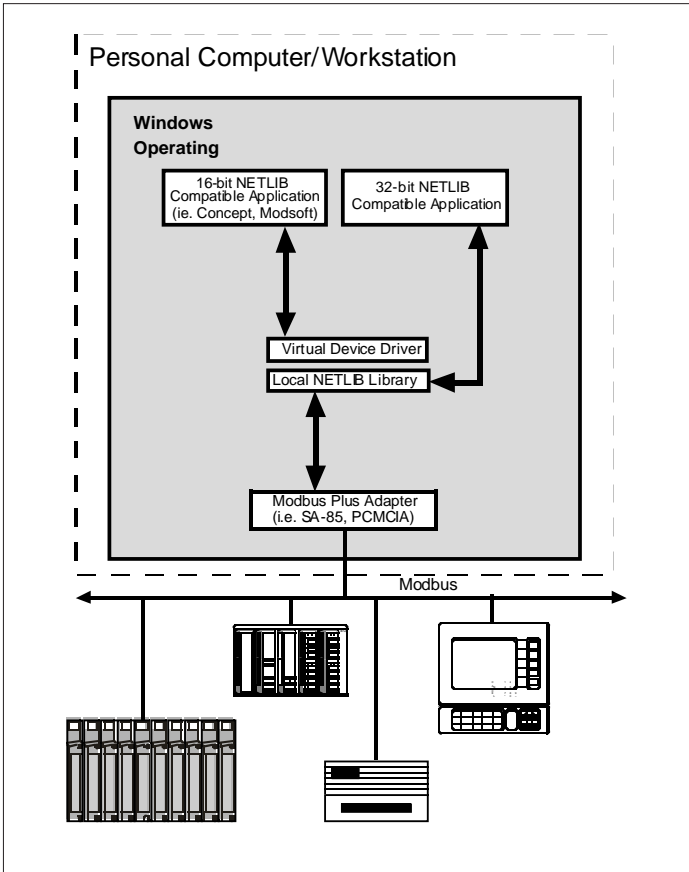 Personal Computer/Workstation
Windows
Operating
16-bit NETLIB
Compatible Application
(ie. Concept, Modsoft)
32-bit NETLIB
Compatible Application
Virtual Device Driver
Local NETLIB Library
Modbus Plus Adapter
(i.e. SA-85, PCMCIA)
Modbus